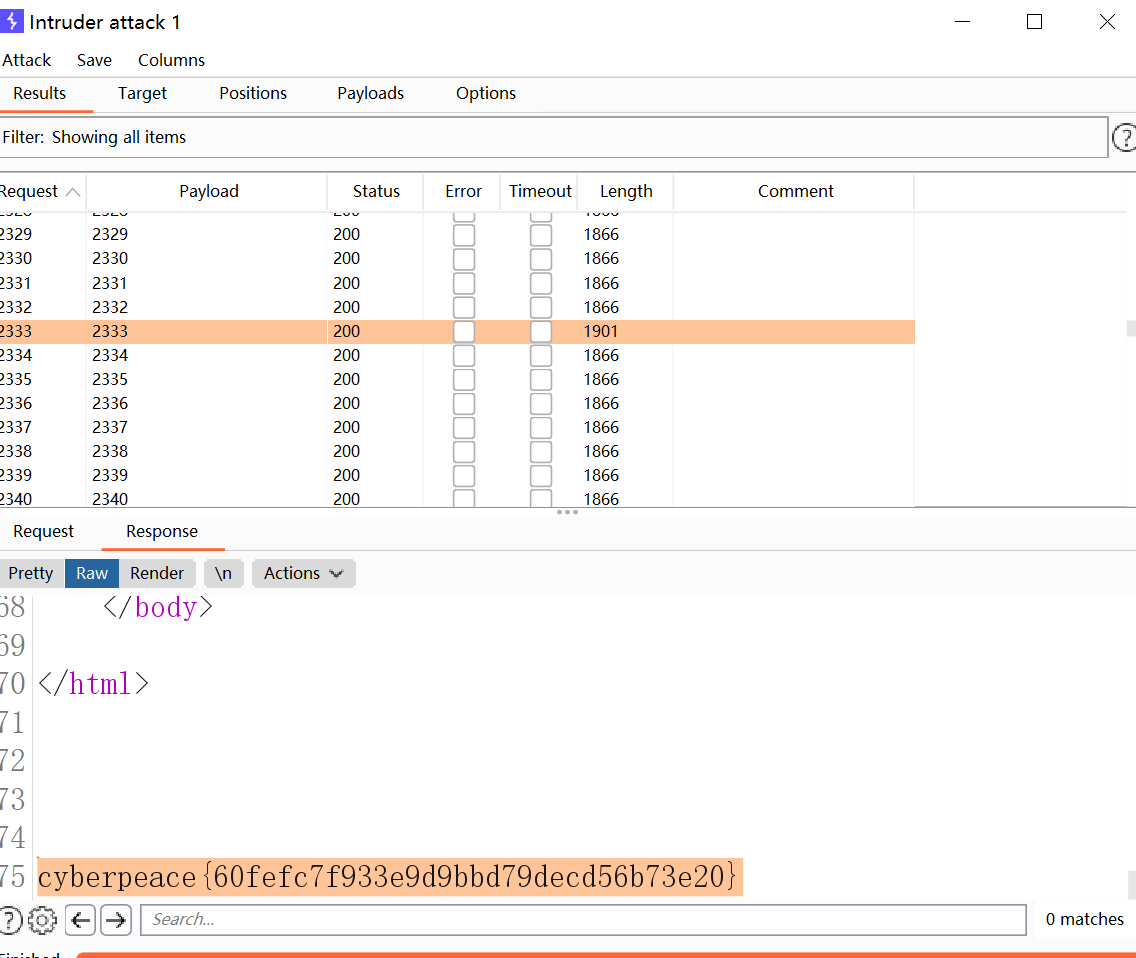 Intruder attack 1
Attack Save Columns
Results Target Positions Payloads Options
Filter: Showing all items
Request Payload Status Error Timeout Length Comment
2328 2328 200 1866
2329 2329 200 1866
2330 2330 200 1866
2331 2331 200 1866
2332 2332 200 1866
2333 2333 200 1901
2334 2334 200 1866
2335 2335 200 1866
2336 2336 200 1866
2337 2337 200 1866
2338 2338 200 1866
2339 2339 200 1866
2340 2340 200 1866
Request Response
Pretty Raw Render \n Actions
68 </body>
69
70 </html>
71
72
73
74
75 cyberpeace{60fefc7f933e9d9bbd79decd56b73e20}
Search... 0 matches
Finished